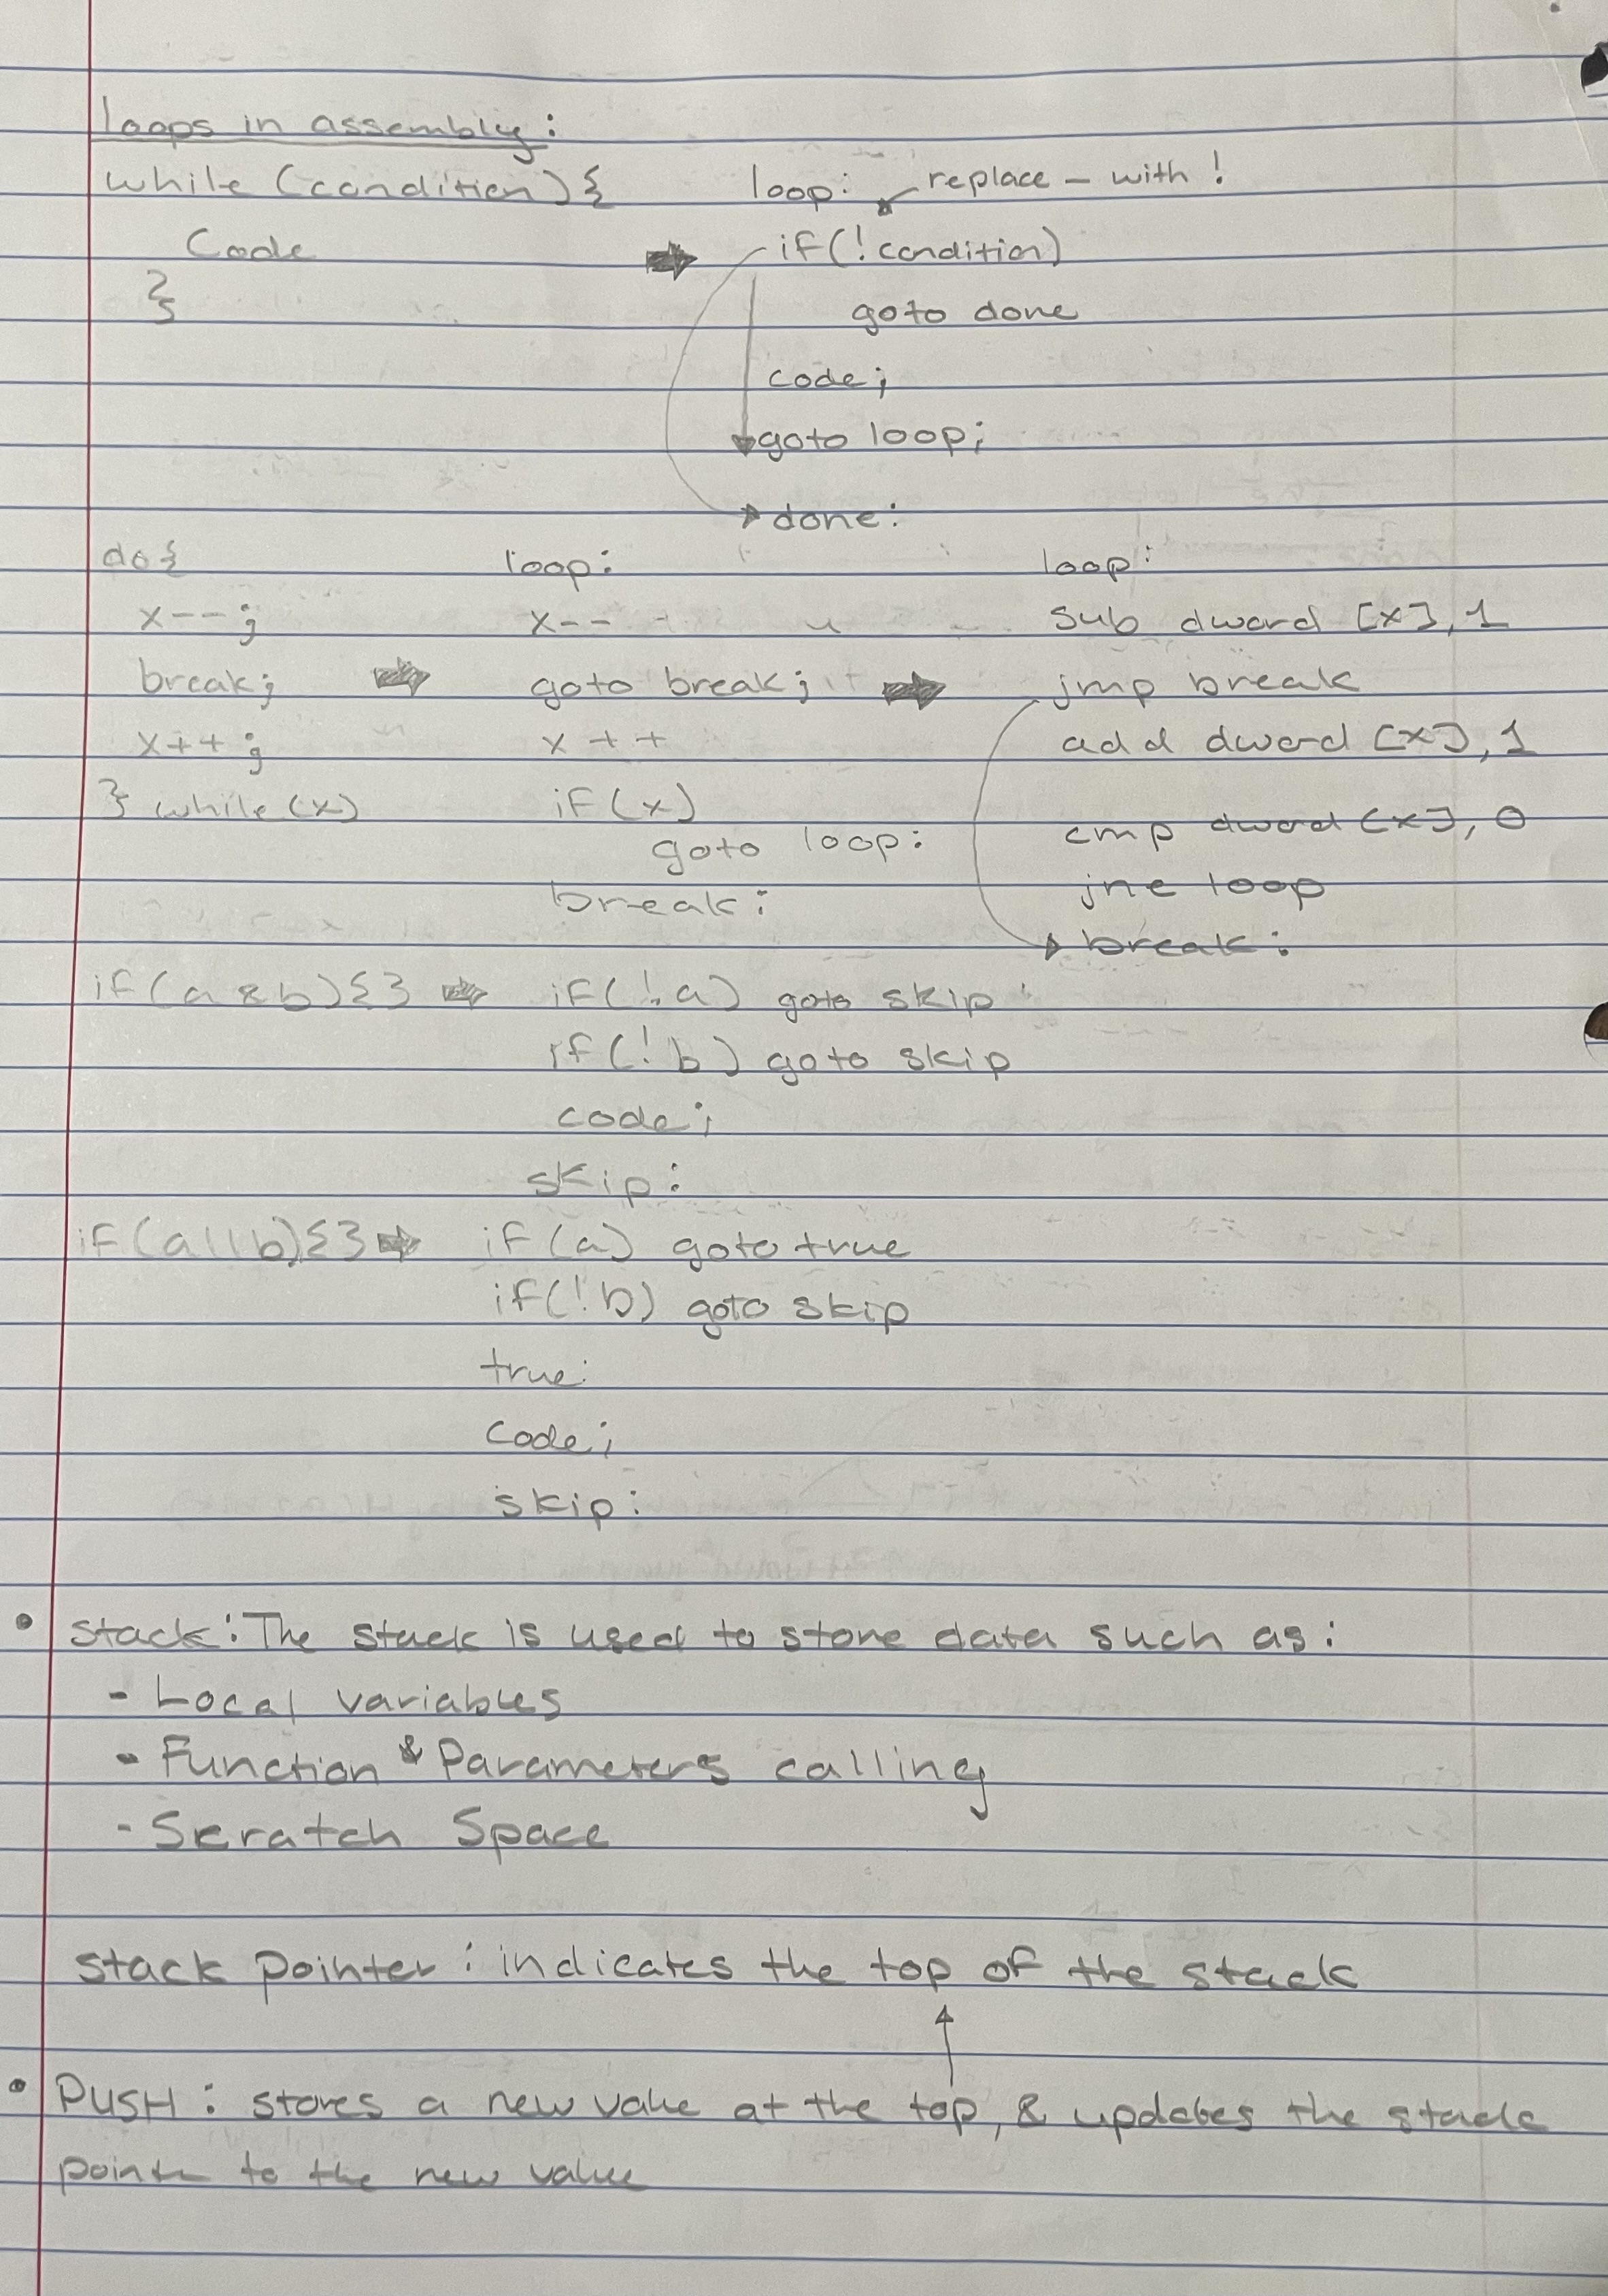 loops in assembly:
while (condition) {
Code
}
loop:
replace - with !
if(! condition)
goto done
code;
goto loop;
done:
do {
x--;
break;
x++;
} while (x)
loop:
x--
goto break;
x++
if (x)
goto loop:
break:
loop:
sub dword [x], 1
jmp break
add dword [x], 1
cmp dword [x], 0
jne loop
break:
if (a & b) {}
if (!a) goto skip
if (!b) goto skip
code;
skip:
if (a || b) {}
if (a) goto true
if (!b) goto skip
true:
code;
skip:
• stack: The stack is used to store data such as:
- Local variables
- Function & Parameters calling
- Scratch Space
stack pointer: indicates the top of the stack
• PUSH: stores a new value at the top, & updates the stack
pointer to the new value